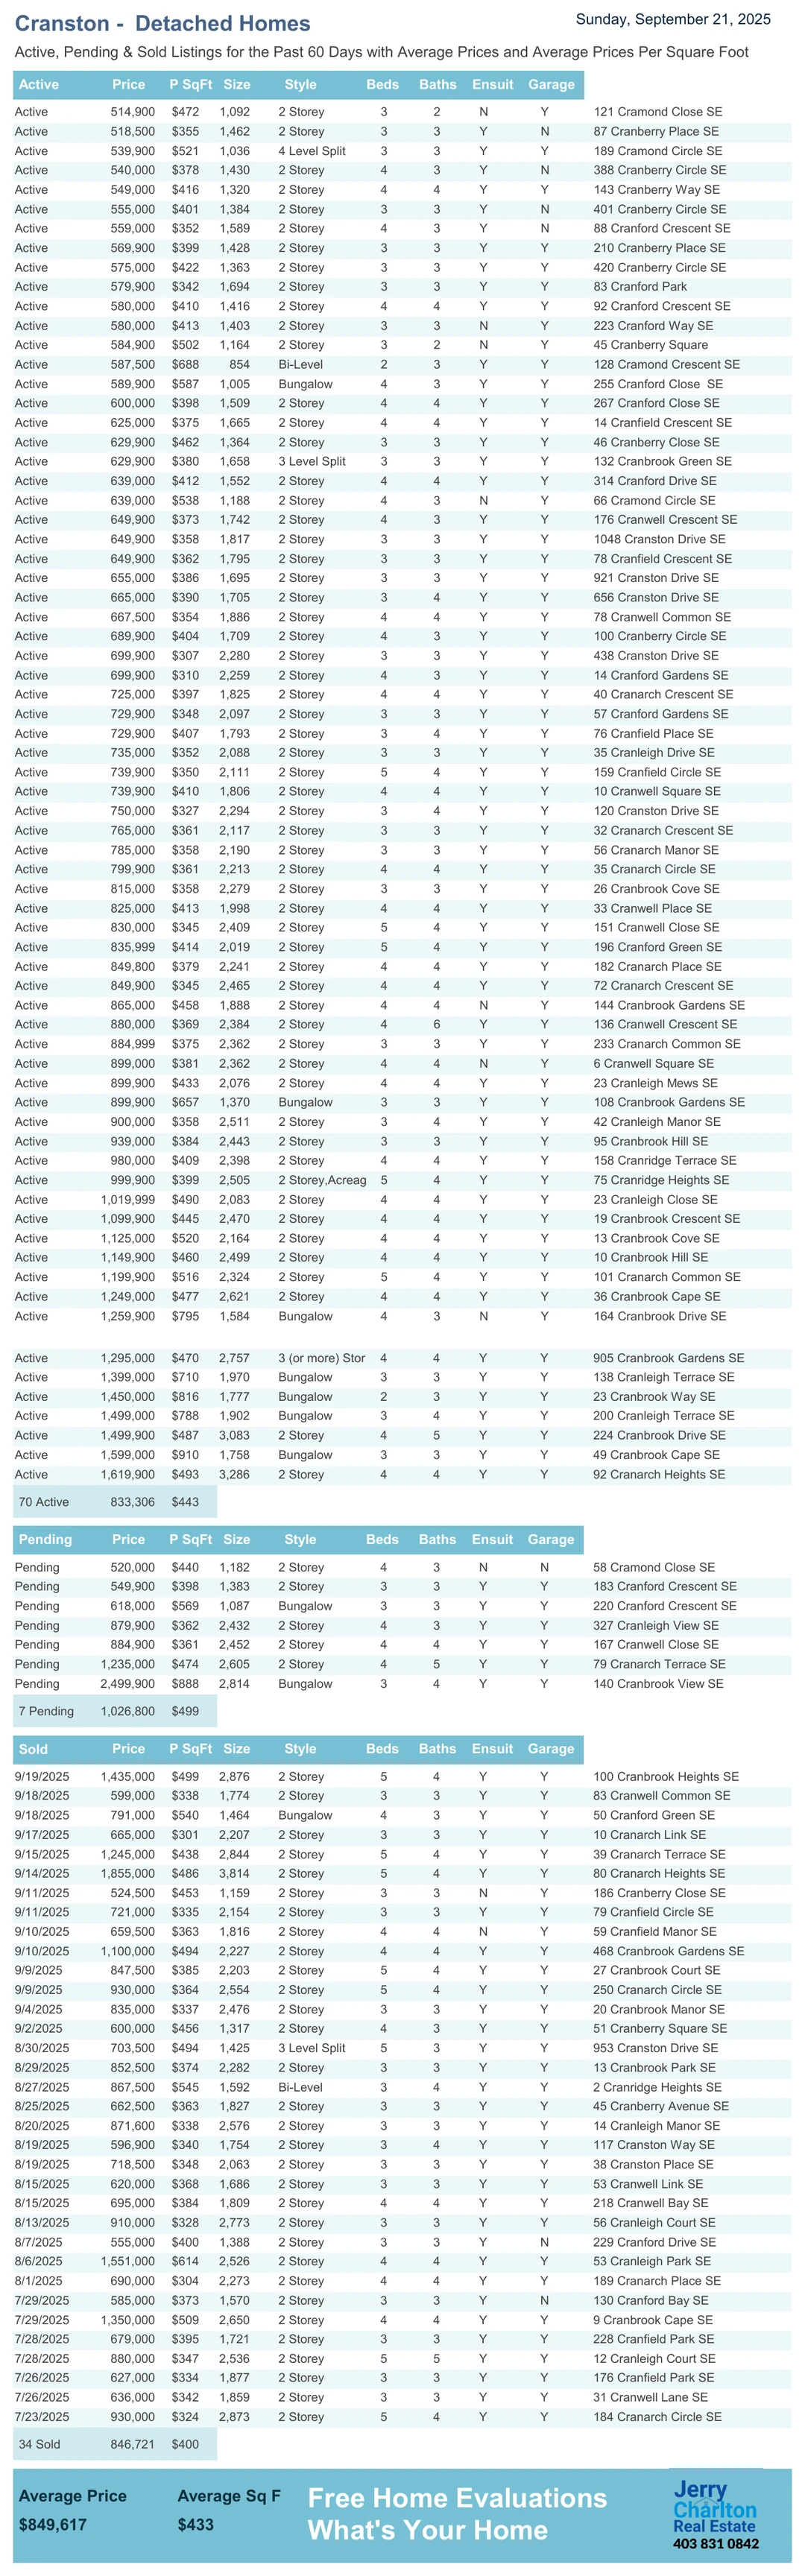 Cranston -  Detached Homes
Sunday, September 21, 2025
Active, Pending & Sold Listings for the Past 60 Days with Average Prices and Average Prices Per Square Foot
Active Price P SqFt Size Style Beds Baths Ensuit Garage
Active 514,900 $472 1,092 2 Storey 3 2 N Y 121 Cramond Close SE
Active 518,500 $355 1,462 2 Storey 3 3 Y N 87 Cranberry Place SE
Active 539,900 $521 1,036 4 Level Split 3 3 Y Y 189 Cramond Circle SE
Active 540,000 $378 1,430 2 Storey 4 3 Y N 388 Cranberry Circle SE
Active 549,000 $416 1,320 2 Storey 4 4 Y Y 143 Cranberry Way SE
Active 555,000 $401 1,384 2 Storey 3 3 Y N 401 Cranberry Circle SE
Active 559,000 $352 1,589 2 Storey 4 3 Y N 88 Cranford Crescent SE
Active 569,900 $399 1,428 2 Storey 3 3 Y Y 210 Cranberry Place SE
Active 575,000 $422 1,363 2 Storey 3 3 Y Y 420 Cranberry Circle SE
Active 579,900 $342 1,694 2 Storey 3 3 Y Y 83 Cranford Park
Active 580,000 $410 1,416 2 Storey 4 4 Y Y 92 Cranford Crescent SE
Active 580,000 $413 1,403 2 Storey 3 3 N Y 223 Cranford Way SE
Active 584,900 $502 1,164 2 Storey 3 2 N Y 45 Cranberry Square
Active 587,500 $688 854 Bi-Level 2 3 Y Y 128 Cramond Crescent SE
Active 589,900 $587 1,005 Bungalow 4 3 Y Y 255 Cranford Close  SE
Active 600,000 $398 1,509 2 Storey 4 4 Y Y 267 Cranford Close SE
Active 625,000 $375 1,665 2 Storey 4 4 Y Y 14 Cranfield Crescent SE
Active 629,900 $462 1,364 2 Storey 3 3 Y Y 46 Cranberry Close SE
Active 629,900 $380 1,658 3 Level Split 3 3 Y Y 132 Cranbrook Green SE
Active 639,000 $412 1,552 2 Storey 4 4 Y Y 314 Cranford Drive SE
Active 639,000 $538 1,188 2 Storey 4 3 N Y 66 Cramond Circle SE
Active 649,900 $373 1,742 2 Storey 4 3 Y Y 176 Cranwell Crescent SE
Active 649,900 $358 1,817 2 Storey 3 3 Y Y 1048 Cranston Drive SE
Active 649,900 $362 1,795 2 Storey 3 3 Y Y 78 Cranfield Crescent SE
Active 655,000 $386 1,695 2 Storey 3 3 Y Y 921 Cranston Drive SE
Active 665,000 $390 1,705 2 Storey 3 4 Y Y 656 Cranston Drive SE
Active 667,500 $354 1,886 2 Storey 4 4 Y Y 78 Cranwell Common SE
Active 689,900 $404 1,709 2 Storey 4 3 Y Y 100 Cranberry Circle SE
Active 699,900 $307 2,280 2 Storey 3 3 Y Y 438 Cranston Drive SE
Active 699,900 $310 2,259 2 Storey 4 3 Y Y 14 Cranford Gardens SE
Active 725,000 $397 1,825 2 Storey 4 4 Y Y 40 Cranarch Crescent SE
Active 729,900 $348 2,097 2 Storey 3 3 Y Y 57 Cranford Gardens SE
Active 729,900 $407 1,793 2 Storey 3 4 Y Y 76 Cranfield Place SE
Active 735,000 $352 2,088 2 Storey 3 3 Y Y 35 Cranleigh Drive SE
Active 739,900 $350 2,111 2 Storey 5 4 Y Y 159 Cranfield Circle SE
Active 739,900 $410 1,806 2 Storey 4 4 Y Y 10 Cranwell Square SE
Active 750,000 $327 2,294 2 Storey 3 4 Y Y 120 Cranston Drive SE
Active 765,000 $361 2,117 2 Storey 3 3 Y Y 32 Cranarch Crescent SE
Active 785,000 $358 2,190 2 Storey 3 3 Y Y 56 Cranarch Manor SE
Active 799,900 $361 2,213 2 Storey 4 4 Y Y 35 Cranarch Circle SE
Active 815,000 $358 2,279 2 Storey 3 3 Y Y 26 Cranbrook Cove SE
Active 825,000 $413 1,998 2 Storey 4 4 Y Y 33 Cranwell Place SE
Active 830,000 $345 2,409 2 Storey 5 4 Y Y 151 Cranwell Close SE
Active 835,999 $414 2,019 2 Storey 5 4 Y Y 196 Cranford Green SE
Active 849,800 $379 2,241 2 Storey 4 4 Y Y 182 Cranarch Place SE
Active 849,900 $345 2,465 2 Storey 4 4 Y Y 72 Cranarch Crescent SE
Active 865,000 $458 1,888 2 Storey 4 4 N Y 144 Cranbrook Gardens SE
Active 880,000 $369 2,384 2 Storey 4 6 Y Y 136 Cranwell Crescent SE
Active 884,999 $375 2,362 2 Storey 3 3 Y Y 233 Cranarch Common SE
Active 899,000 $381 2,362 2 Storey 4 4 N Y 6 Cranwell Square SE
Active 899,900 $433 2,076 2 Storey 4 4 Y Y 23 Cranleigh Mews SE
Active 899,900 $657 1,370 Bungalow 3 3 Y Y 108 Cranbrook Gardens SE
Active 900,000 $358 2,511 2 Storey 3 4 Y Y 42 Cranleigh Manor SE
Active 939,000 $384 2,443 2 Storey 3 3 Y Y 95 Cranbrook Hill SE
Active 980,000 $409 2,398 2 Storey 4 4 Y Y 158 Cranridge Terrace SE
Active 999,900 $399 2,505 2 Storey,Acreag 5 4 Y Y 75 Cranridge Heights SE
Active 1,019,999 $490 2,083 2 Storey 4 4 Y Y 23 Cranleigh Close SE
Active 1,099,900 $445 2,470 2 Storey 4 4 Y Y 19 Cranbrook Crescent SE
Active 1,125,000 $520 2,164 2 Storey 4 4 Y Y 13 Cranbrook Cove SE
Active 1,149,900 $460 2,499 2 Storey 4 4 Y Y 10 Cranbrook Hill SE
Active 1,199,900 $516 2,324 2 Storey 5 4 Y Y 101 Cranarch Common SE
Active 1,249,000 $477 2,621 2 Storey 4 4 Y Y 36 Cranbrook Cape SE
Active 1,259,900 $795 1,584 Bungalow 4 3 N Y 164 Cranbrook Drive SE
Active 1,295,000 $470 2,757 3 (or more) Stor 4 4 Y Y 905 Cranbrook Gardens SE
Active 1,399,000 $710 1,970 Bungalow 3 3 Y Y 138 Cranleigh Terrace SE
Active 1,450,000 $816 1,777 Bungalow 2 3 Y Y 23 Cranbrook Way SE
Active 1,499,000 $788 1,902 Bungalow 3 4 Y Y 200 Cranleigh Terrace SE
Active 1,499,900 $487 3,083 2 Storey 4 5 Y Y 224 Cranbrook Drive SE
Active 1,599,000 $910 1,758 Bungalow 3 3 Y Y 49 Cranbrook Cape SE
Active 1,619,900 $493 3,286 2 Storey 4 4 Y Y 92 Cranarch Heights SE
70 Active 833,306 $443
Pending Price P SqFt Size Style Beds Baths Ensuit Garage
Pending 520,000 $440 1,182 2 Storey 4 3 N N 58 Cramond Close SE
Pending 549,900 $398 1,383 2 Storey 3 3 Y Y 183 Cranford Crescent SE
Pending 618,000 $569 1,087 Bungalow 3 3 Y Y 220 Cranford Crescent SE
Pending 879,900 $362 2,432 2 Storey 4 3 Y Y 327 Cranleigh View SE
Pending 884,900 $361 2,452 2 Storey 4 4 Y Y 167 Cranwell Close SE
Pending 1,235,000 $474 2,605 2 Storey 4 5 Y Y 79 Cranarch Terrace SE
Pending 2,499,900 $888 2,814 Bungalow 3 4 Y Y 140 Cranbrook View SE
7 Pending 1,026,800 $499
Sold Price P SqFt Size Style Beds Baths Ensuit Garage
9/19/2025 1,435,000 $499 2,876 2 Storey 5 4 Y Y 100 Cranbrook Heights SE
9/18/2025 599,000 $338 1,774 2 Storey 3 3 Y Y 83 Cranwell Common SE
9/18/2025 791,000 $540 1,464 Bungalow 4 3 Y Y 50 Cranford Green SE
9/17/2025 665,000 $301 2,207 2 Storey 3 3 Y Y 10 Cranarch Link SE
9/15/2025 1,245,000 $438 2,844 2 Storey 5 4 Y Y 39 Cranarch Terrace SE
9/14/2025 1,855,000 $486 3,814 2 Storey 5 4 Y Y 80 Cranarch Heights SE
9/11/2025 524,500 $453 1,159 2 Storey 3 3 N Y 186 Cranberry Close SE
9/11/2025 721,000 $335 2,154 2 Storey 3 3 Y Y 79 Cranfield Circle SE
9/10/2025 659,500 $363 1,816 2 Storey 4 4 N Y 59 Cranfield Manor SE
9/10/2025 1,100,000 $494 2,227 2 Storey 4 4 Y Y 468 Cranbrook Gardens SE
9/9/2025 847,500 $385 2,203 2 Storey 5 4 Y Y 27 Cranbrook Court SE
9/9/2025 930,000 $364 2,554 2 Storey 5 4 Y Y 250 Cranarch Circle SE
9/4/2025 835,000 $337 2,476 2 Storey 3 3 Y Y 20 Cranbrook Manor SE
9/2/2025 600,000 $456 1,317 2 Storey 4 3 Y Y 51 Cranberry Square SE
8/30/2025 703,500 $494 1,425 3 Level Split 5 3 Y Y 953 Cranston Drive SE
8/29/2025 852,500 $374 2,282 2 Storey 3 3 Y Y 13 Cranbrook Park SE
8/27/2025 867,500 $545 1,592 Bi-Level 3 4 Y Y 2 Cranridge Heights SE
8/25/2025 662,500 $363 1,827 2 Storey 3 3 Y Y 45 Cranberry Avenue SE
8/20/2025 871,600 $338 2,576 2 Storey 3 3 Y Y 14 Cranleigh Manor SE
8/19/2025 596,900 $340 1,754 2 Storey 3 4 Y Y 117 Cranston Way SE
8/19/2025 718,500 $348 2,063 2 Storey 3 3 Y Y 38 Cranston Place SE
8/15/2025 620,000 $368 1,686 2 Storey 3 3 Y Y 53 Cranwell Link SE
8/15/2025 695,000 $384 1,809 2 Storey 4 4 Y Y 218 Cranwell Bay SE
8/13/2025 910,000 $328 2,773 2 Storey 3 3 Y Y 56 Cranleigh Court SE
8/7/2025 555,000 $400 1,388 2 Storey 3 3 Y N 229 Cranford Drive SE
8/6/2025 1,551,000 $614 2,526 2 Storey 4 4 Y Y 53 Cranleigh Park SE
8/1/2025 690,000 $304 2,273 2 Storey 4 4 Y Y 189 Cranarch Place SE
7/29/2025 585,000 $373 1,570 2 Storey 3 3 Y N 130 Cranford Bay SE
7/29/2025 1,350,000 $509 2,650 2 Storey 4 4 Y Y 9 Cranbrook Cape SE
7/28/2025 679,000 $395 1,721 2 Storey 3 3 Y Y 228 Cranfield Park SE
7/28/2025 880,000 $347 2,536 2 Storey 5 5 Y Y 12 Cranleigh Court SE
7/26/2025 627,000 $334 1,877 2 Storey 3 3 Y Y 176 Cranfield Park SE
7/26/2025 636,000 $342 1,859 2 Storey 3 3 Y Y 31 Cranwell Lane SE
7/23/2025 930,000 $324 2,873 2 Storey 5 4 Y Y 184 Cranarch Circle SE
34 Sold 846,721 $400
Average Price Average Sq F
$849,617 $433
Free Home Evaluations
What's Your Home
Jerry
Charlton
Real Estate
403 831 0842